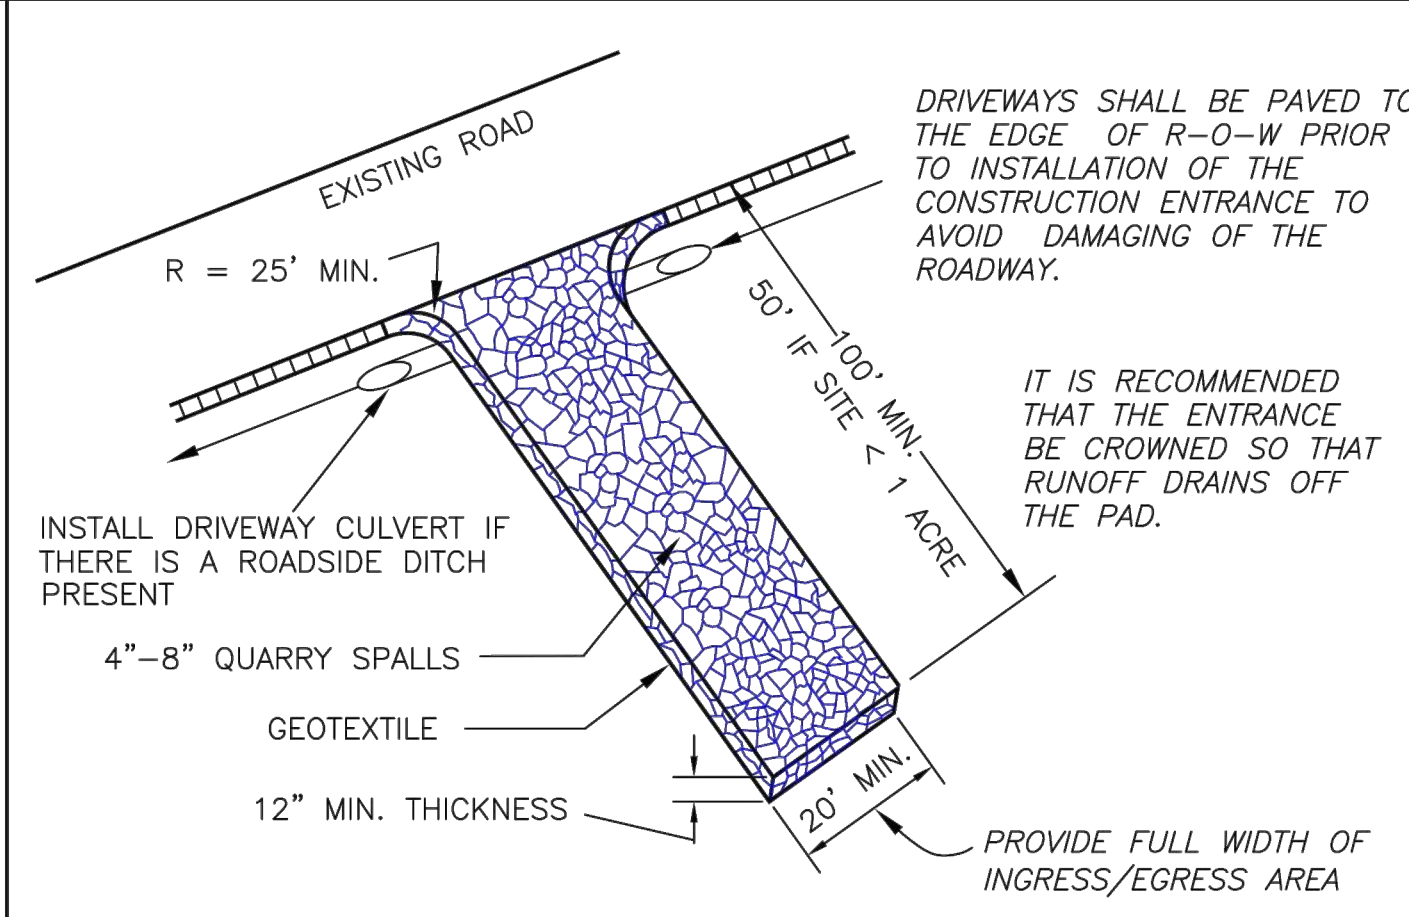 EXISTING ROAD
DRIVEWAYS SHALL BE PAVED TO
THE EDGE OF R-O-W PRIOR
TO INSTALLATION OF THE
CONSTRUCTION ENTRANCE TO
AVOID DAMAGING OF THE
ROADWAY.
R = 25' MIN.
100' MIN.
50' IF SITE < 1 ACRE
IT IS RECOMMENDED
THAT THE ENTRANCE
BE CROWNED SO THAT
RUNOFF DRAINS OFF
THE PAD.
INSTALL DRIVEWAY CULVERT IF
THERE IS A ROADSIDE DITCH
PRESENT
4"-8" QUARRY SPALLS
GEOTEXTILE
12" MIN. THICKNESS
20' MIN.
PROVIDE FULL WIDTH OF
INGRESS/EGRESS AREA